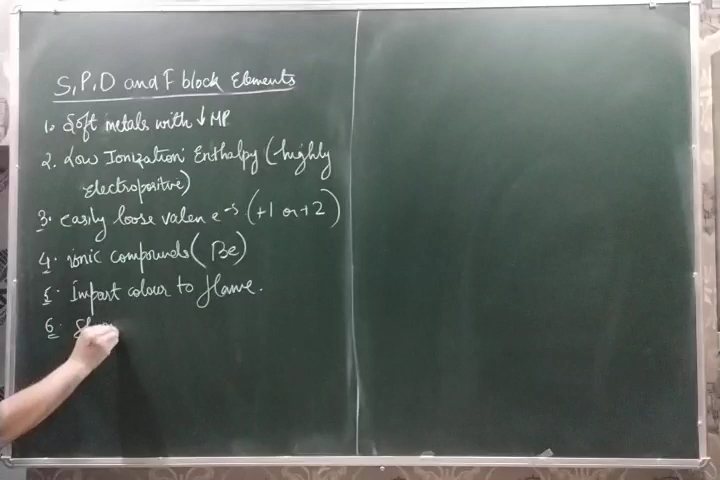 S, P, D and F block Elements
1. Soft metals with ↓ MP
2. Low Ionization Enthalpy (highly
electropositive)
3. easily loose valen e-s (+1 or +2)
4. ionic compounds (Be)
5. Impart colour to flame.
6.